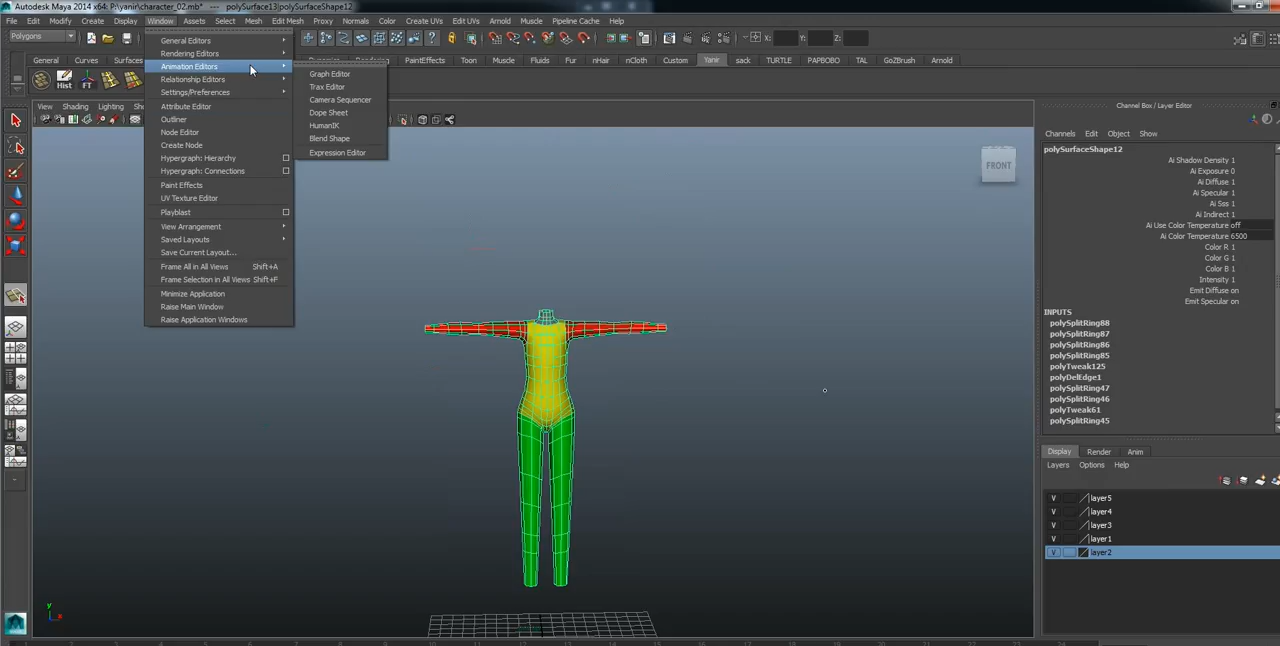 Autodesk Maya 2014 x64: P:\yanir\character_02.mb* --- polySurface13|polySurfaceShape12
File Edit Modify Create Display Window Assets Select Mesh Edit Mesh Proxy Normals Color Create UVs Edit UVs Arnold Muscle Pipeline Cache Help
Polygons
X: Y: Z:
General Curves Surfaces
Rendering PaintEffects Toon Muscle Fluids Fur nHair nCloth Custom Yanir sack TURTLE PAPBOBO TAL GoZBrush Arnold
Hist FT
View Shading Lighting
General Editors
Rendering Editors
Animation Editors
Relationship Editors
Settings/Preferences
Attribute Editor
Outliner
Node Editor
Create Node
Hypergraph: Hierarchy
Hypergraph: Connections
Paint Effects
UV Texture Editor
Playblast
View Arrangement
Saved Layouts
Save Current Layout...
Frame All in All Views Shift+A
Frame Selection in All Views Shift+F
Minimize Application
Raise Main Window
Raise Application Windows
Graph Editor
Trax Editor
Camera Sequencer
Dope Sheet
HumanIK
Blend Shape
Expression Editor
FRONT
y
x
Channel Box / Layer Editor
Channels Edit Object Show
polySurfaceShape12
Ai Shadow Density 1
Ai Exposure 0
Ai Diffuse 1
Ai Specular 1
Ai Sss 1
Ai Indirect 1
Ai Use Color Temperature off
Ai Color Temperature 6500
Color R 1
Color G 1
Color B 1
Intensity 1
Emit Diffuse on
Emit Specular on
INPUTS
polySplitRing88
polySplitRing87
polySplitRing86
polySplitRing85
polyTweak125
polyDelEdge1
polySplitRing47
polySplitRing46
polyTweak61
polySplitRing45
Display Render Anim
Layers Options Help
V layer5
V layer4
V layer3
V layer1
V layer2